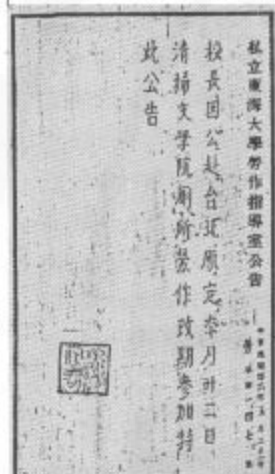 私立東海大學勞作指導室公告
校長因公赴台北原定本月廿二日
清掃文學院廁所勞作改期參加特
此公告